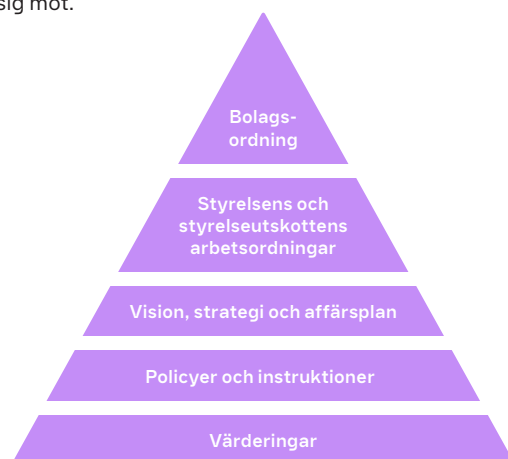 sig mot.
Bolags-
ordning
Styrelsens och
styrelseutskottens
arbetsordningar
Vision, strategi och affärsplan
Policyer och instruktioner
Värderingar